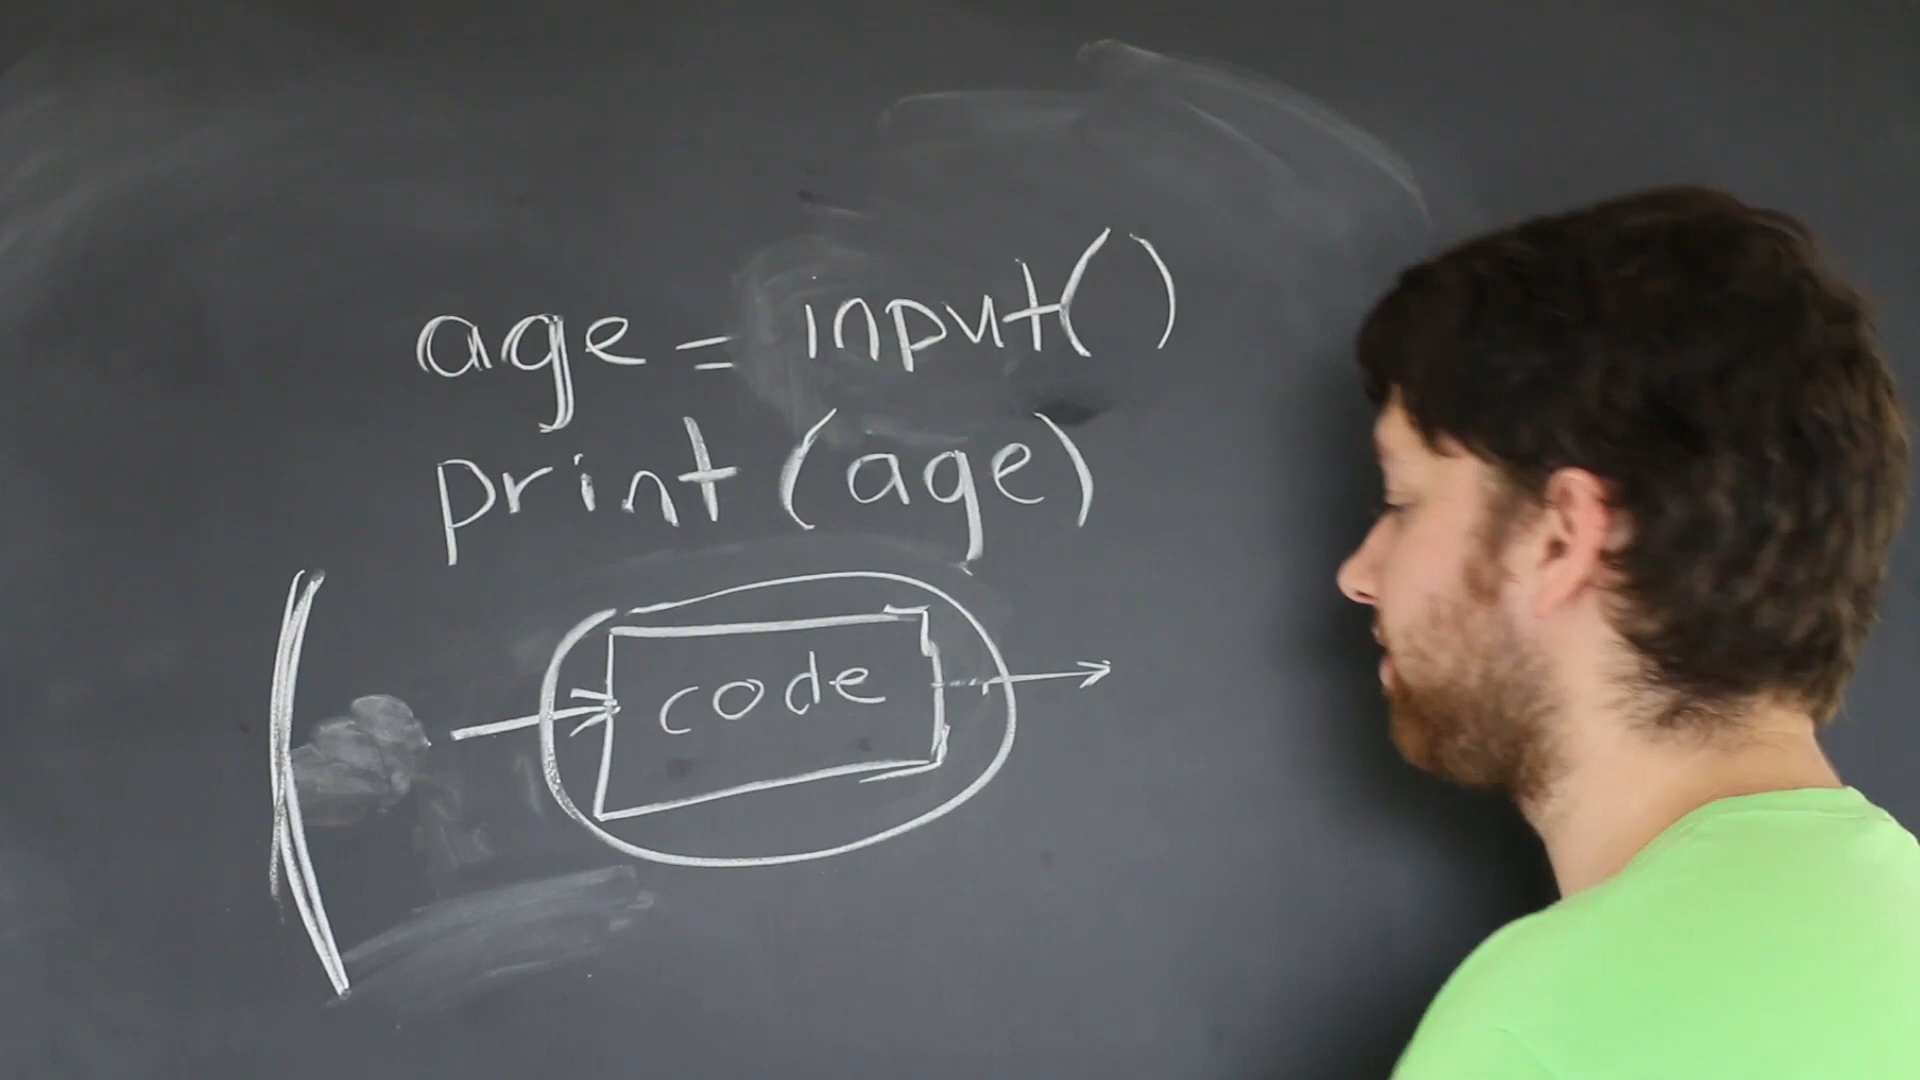 age = input()
print(age)
code